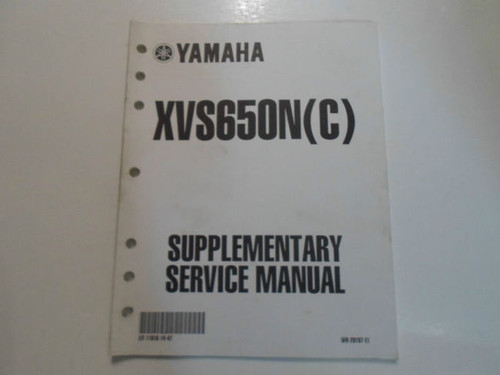 YAMAHA
XVS650N(C)
SUPPLEMENTARY
SERVICE MANUAL